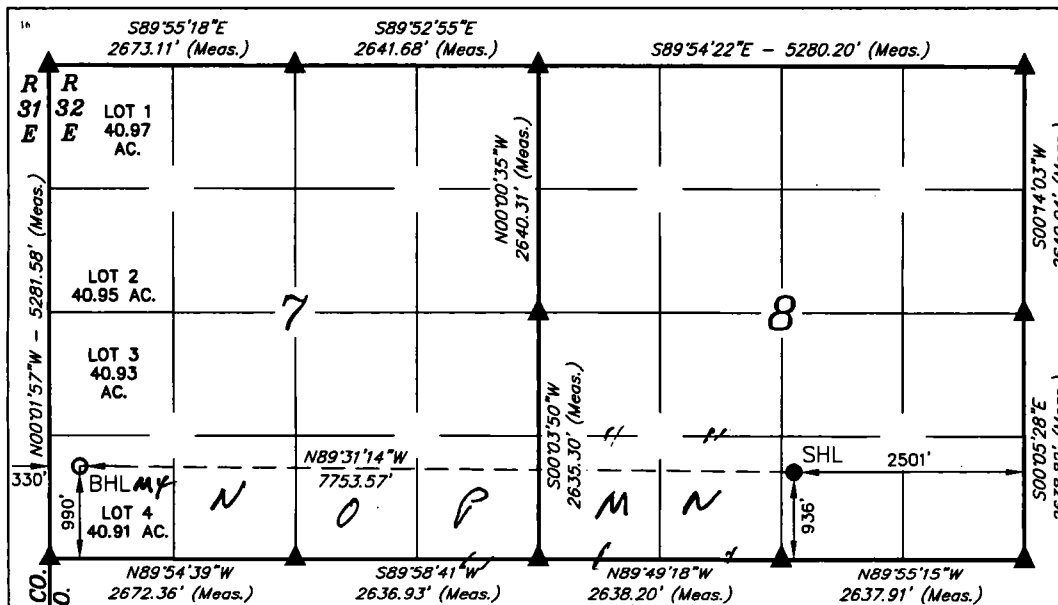 16
S89°55'18"E
2673.11' (Meas.)
S89°52'55"E
2641.68' (Meas.)
S89°54'22"E – 5280.20' (Meas.)
R R
31 32
E E
LOT 1
40.97
AC.
N00°01'57"W – 5281.58' (Meas.)
N00°00'35"W
2640.31' (Meas.)
S00°14'03"W
LOT 2
40.95 AC.
7
8
LOT 3
40.93
AC.
S00°03'50"W
2635.30' (Meas.)
S00°05'28"E
N89°31'14"W
7753.57'
SHL
2501'
330'
BHL M4
990'
LOT 4
40.91 AC.
N
O
P
M
N
936'
CO.
O.
N89°54'39"W
2672.36' (Meas.)
S89°58'41"W
2636.93' (Meas.)
N89°49'18"W
2638.20' (Meas.)
N89°55'15"W
2637.91' (Meas.)